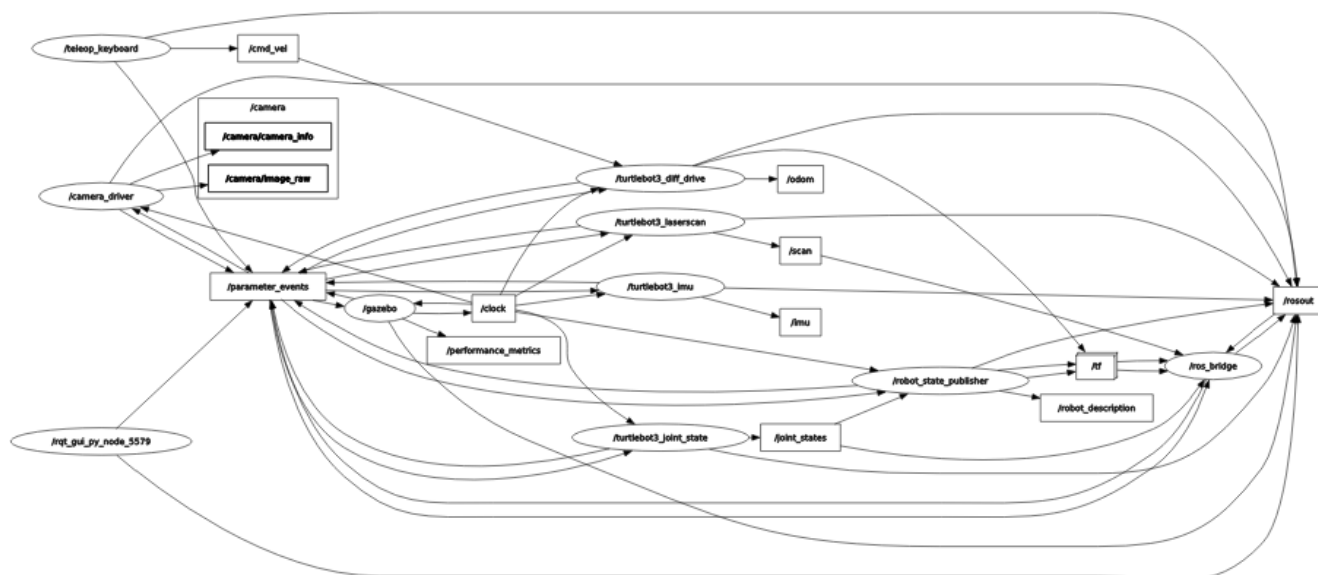 /teleop_keyboard
/cmd_vel
/camera
/camera/camera_info
/camera/image_raw
/camera_driver
/turtlebot3_diff_drive
/odom
/turtlebot3_laserscan
/scan
/parameter_events
/turtlebot3_imu
/gazebo
/clock
/imu
/rosout
/performance_metrics
/robot_state_publisher
/tf
/ros_bridge
/robot_description
/rqt_gui_py_node_5579
/turtlebot3_joint_state
/joint_states